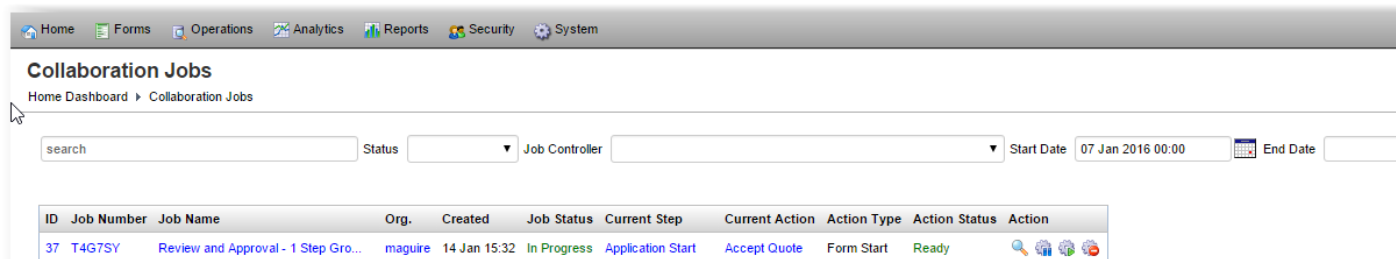 Home Forms Operations Analytics Reports Security System
Collaboration Jobs
Home Dashboard Collaboration Jobs
search Status Job Controller Start Date 07 Jan 2016 00:00 End Date
ID Job Number Job Name Org. Created Job Status Current Step Current Action Action Type Action Status Action
37 T4G7SY Review and Approval - 1 Step Gro... maguire 14 Jan 15:32 In Progress Application Start Accept Quote Form Start Ready